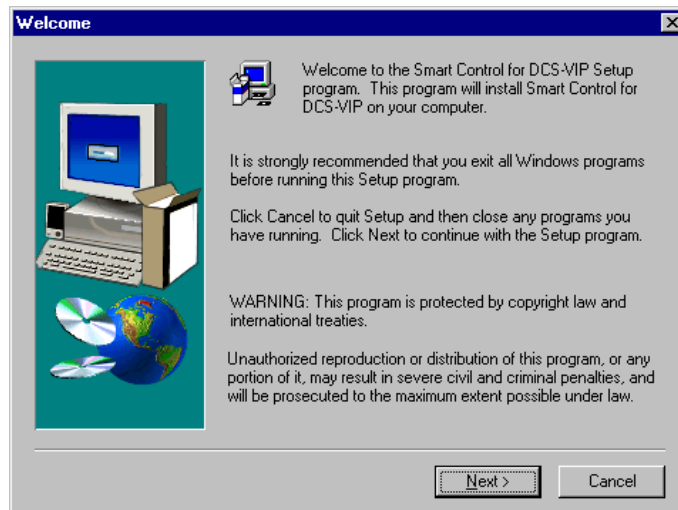 Welcome
Welcome to the Smart Control for DCS-VIP Setup
program.  This program will install Smart Control for
DCS-VIP on your computer.
It is strongly recommended that you exit all Windows programs
before running this Setup program.
Click Cancel to quit Setup and then close any programs you
have running.  Click Next to continue with the Setup program.
WARNING: This program is protected by copyright law and
international treaties.
Unauthorized reproduction or distribution of this program, or any
portion of it, may result in severe civil and criminal penalties, and
will be prosecuted to the maximum extent possible under law.
Next >
Cancel